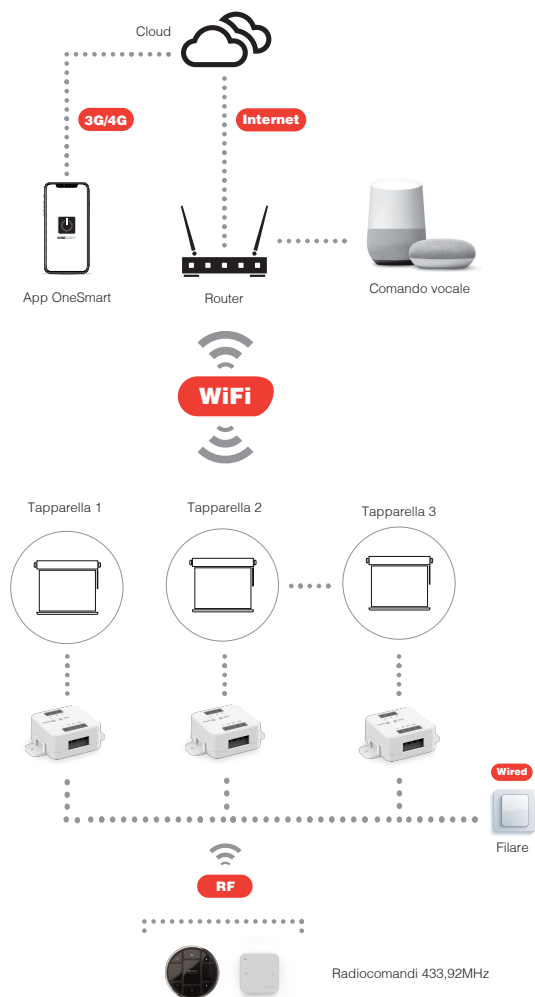 Cloud
3G/4G
Internet
App OneSmart
Router
Comando vocale
WiFi
Tapparella 1
Tapparella 2
Tapparella 3
Wired
Filare
RF
Radiocomandi 433,92MHz